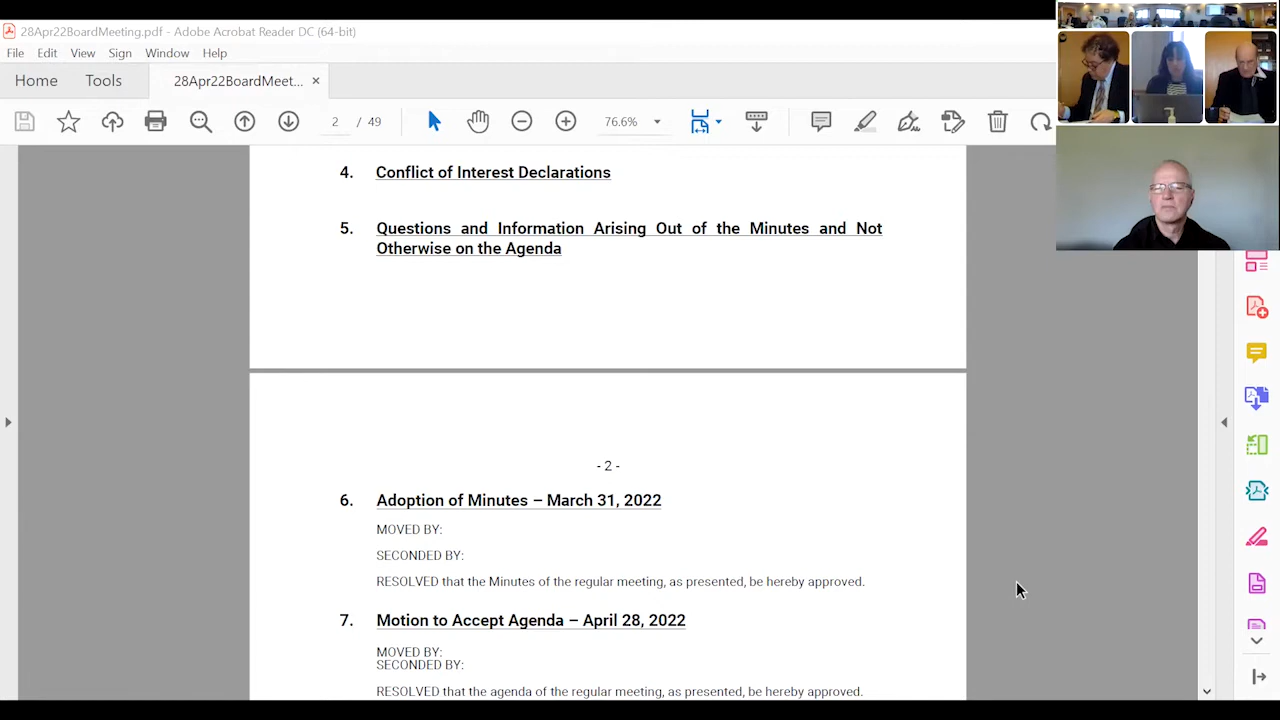 28Apr22BoardMeeting.pdf - Adobe Acrobat Reader DC (64-bit)
File Edit View Sign Window Help
Home Tools 28Apr22BoardMeet... ×
2 / 49 76.6%
4. Conflict of Interest Declarations
5. Questions and Information Arising Out of the Minutes and Not
Otherwise on the Agenda
- 2 -
6. Adoption of Minutes – March 31, 2022
MOVED BY:
SECONDED BY:
RESOLVED that the Minutes of the regular meeting, as presented, be hereby approved.
7. Motion to Accept Agenda – April 28, 2022
MOVED BY:
SECONDED BY:
RESOLVED that the agenda of the regular meeting, as presented, be hereby approved.